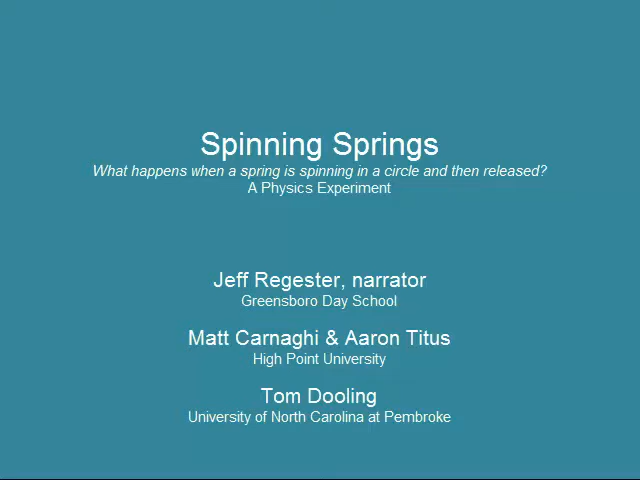 Spinning Springs
What happens when a spring is spinning in a circle and then released?
A Physics Experiment
Jeff Regester, narrator
Greensboro Day School
Matt Carnaghi & Aaron Titus
High Point University
Tom Dooling
University of North Carolina at Pembroke